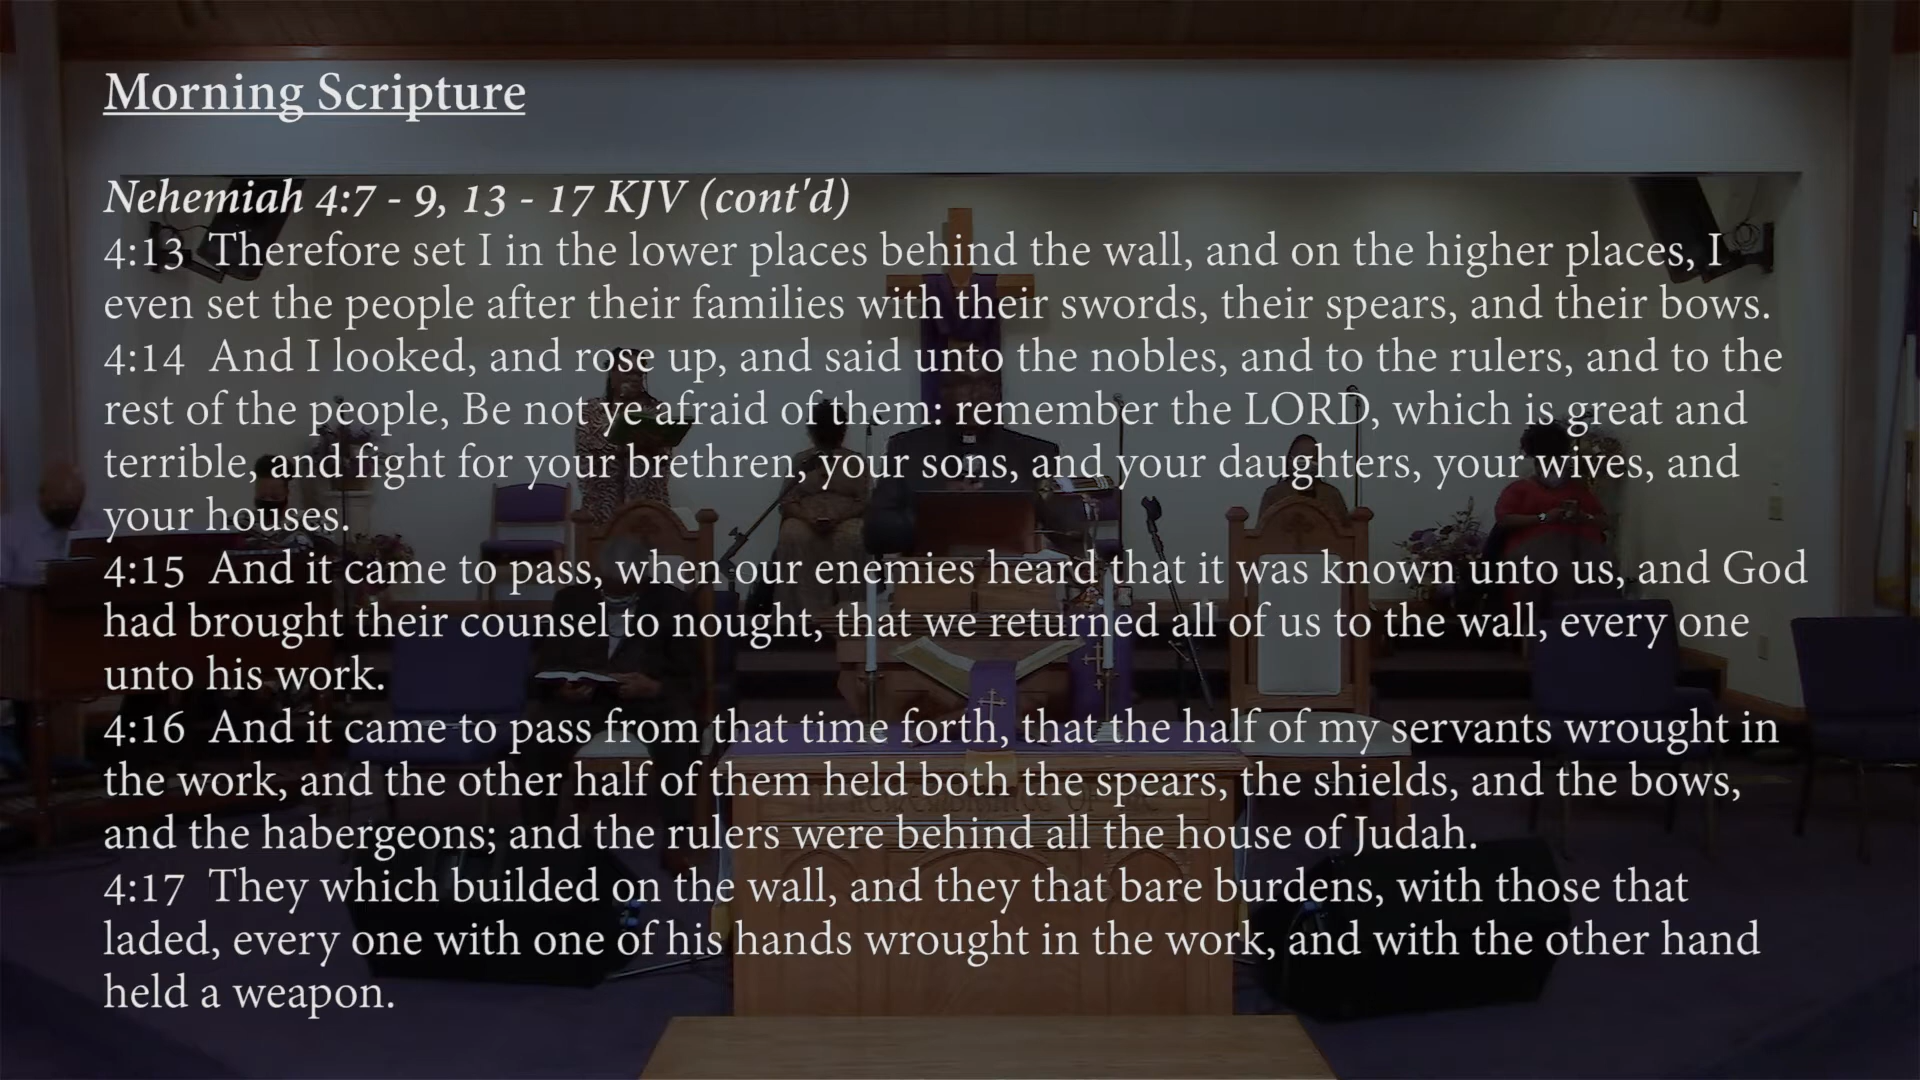 Morning Scripture
Nehemiah 4:7 - 9, 13 - 17 KJV (cont'd)
4:13  Therefore set I in the lower places behind the wall, and on the higher places, I
even set the people after their families with their swords, their spears, and their bows.
4:14  And I looked, and rose up, and said unto the nobles, and to the rulers, and to the
rest of the people, Be not ye afraid of them: remember the LORD, which is great and
terrible, and fight for your brethren, your sons, and your daughters, your wives, and
your houses.
4:15  And it came to pass, when our enemies heard that it was known unto us, and God
had brought their counsel to nought, that we returned all of us to the wall, every one
unto his work.
4:16  And it came to pass from that time forth, that the half of my servants wrought in
the work, and the other half of them held both the spears, the shields, and the bows,
and the habergeons; and the rulers were behind all the house of Judah.
4:17  They which builded on the wall, and they that bare burdens, with those that
laded, every one with one of his hands wrought in the work, and with the other hand
held a weapon.